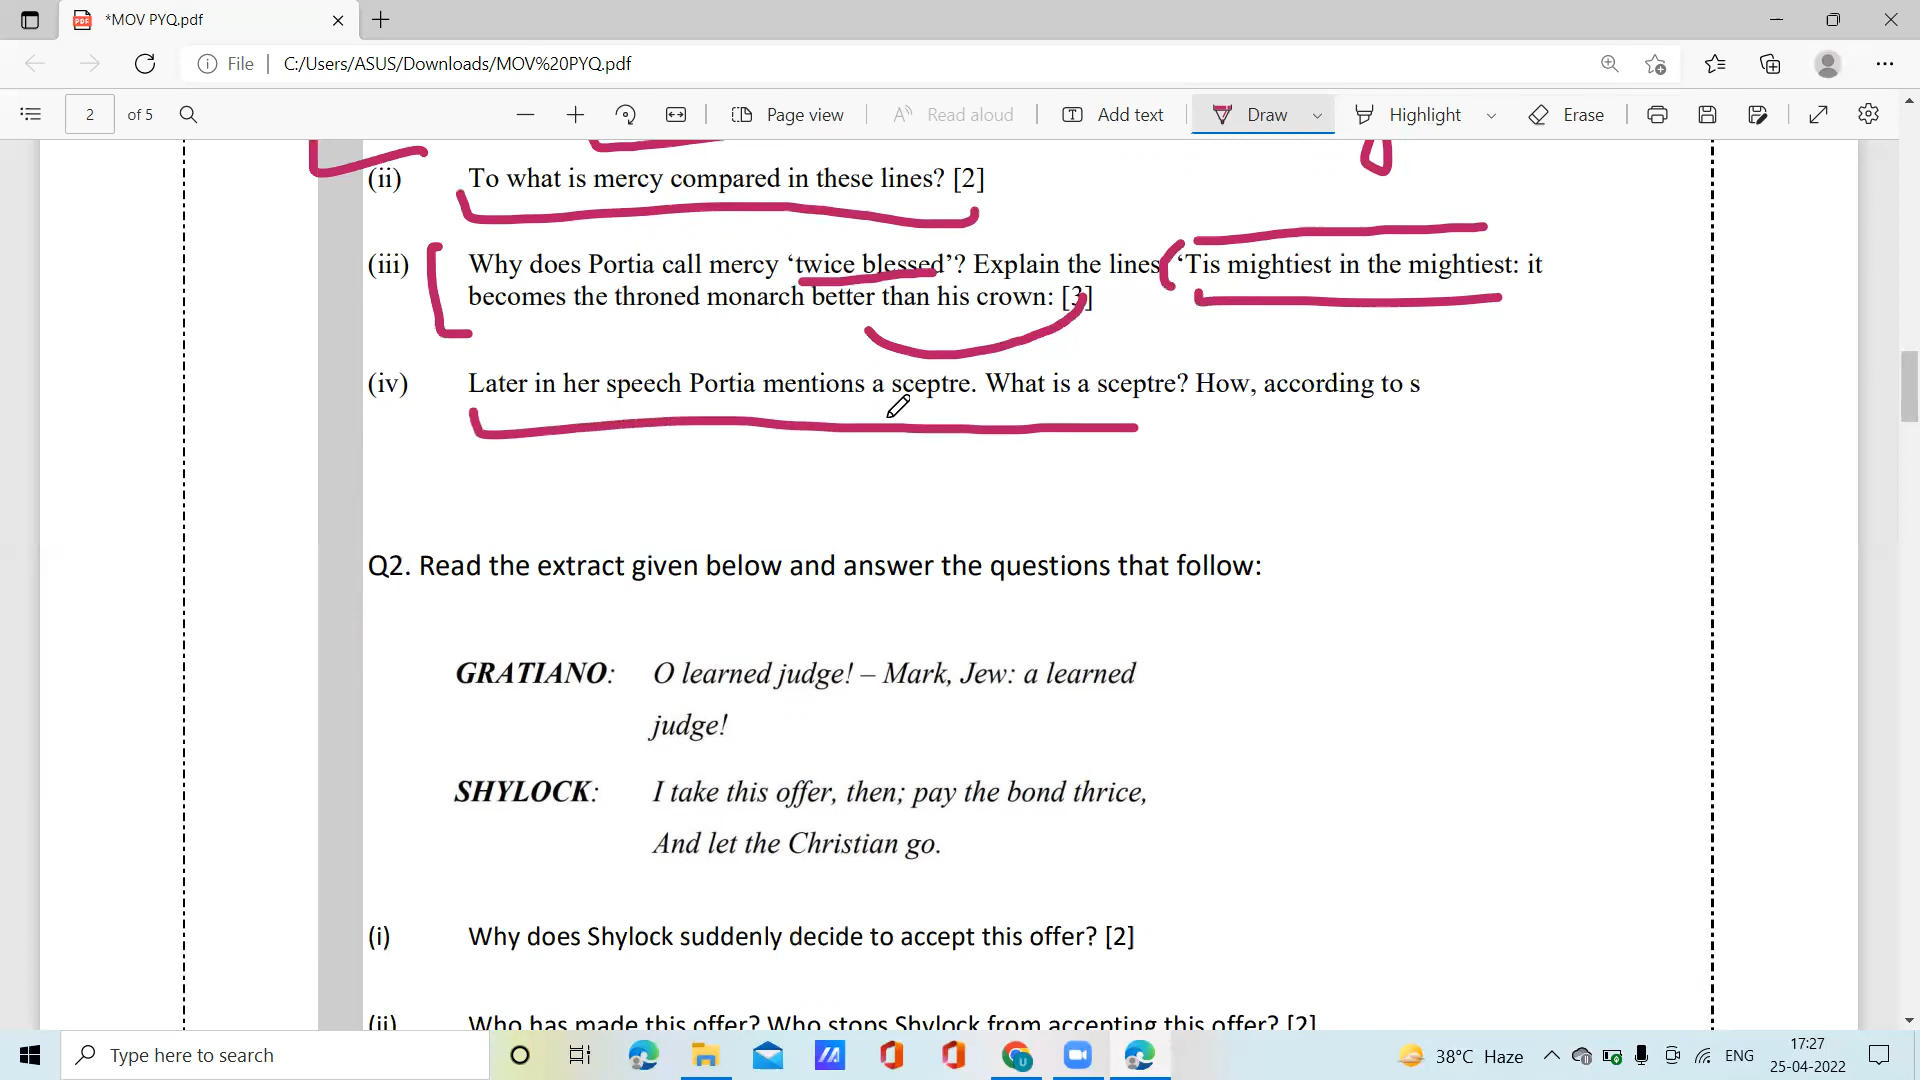 *MOV PYQ.pdf
File
C:/Users/ASUS/Downloads/MOV%20PYQ.pdf
2 of 5
Page view
Read aloud
Add text
Draw
Highlight
Erase
(ii) To what is mercy compared in these lines? [2]
(iii) Why does Portia call mercy ‘twice blessed’? Explain the lines ‘Tis mightiest in the mightiest: it
becomes the throned monarch better than his crown: [3]
(iv) Later in her speech Portia mentions a sceptre. What is a sceptre? How, according to s
Q2. Read the extract given below and answer the questions that follow:
GRATIANO: O learned judge! – Mark, Jew: a learned
judge!
SHYLOCK: I take this offer, then; pay the bond thrice,
And let the Christian go.
(i) Why does Shylock suddenly decide to accept this offer? [2]
(ii) Who has made this offer? Who stops Shylock from accepting this offer? [2]
Type here to search
38°C Haze
ENG
17:27
25-04-2022